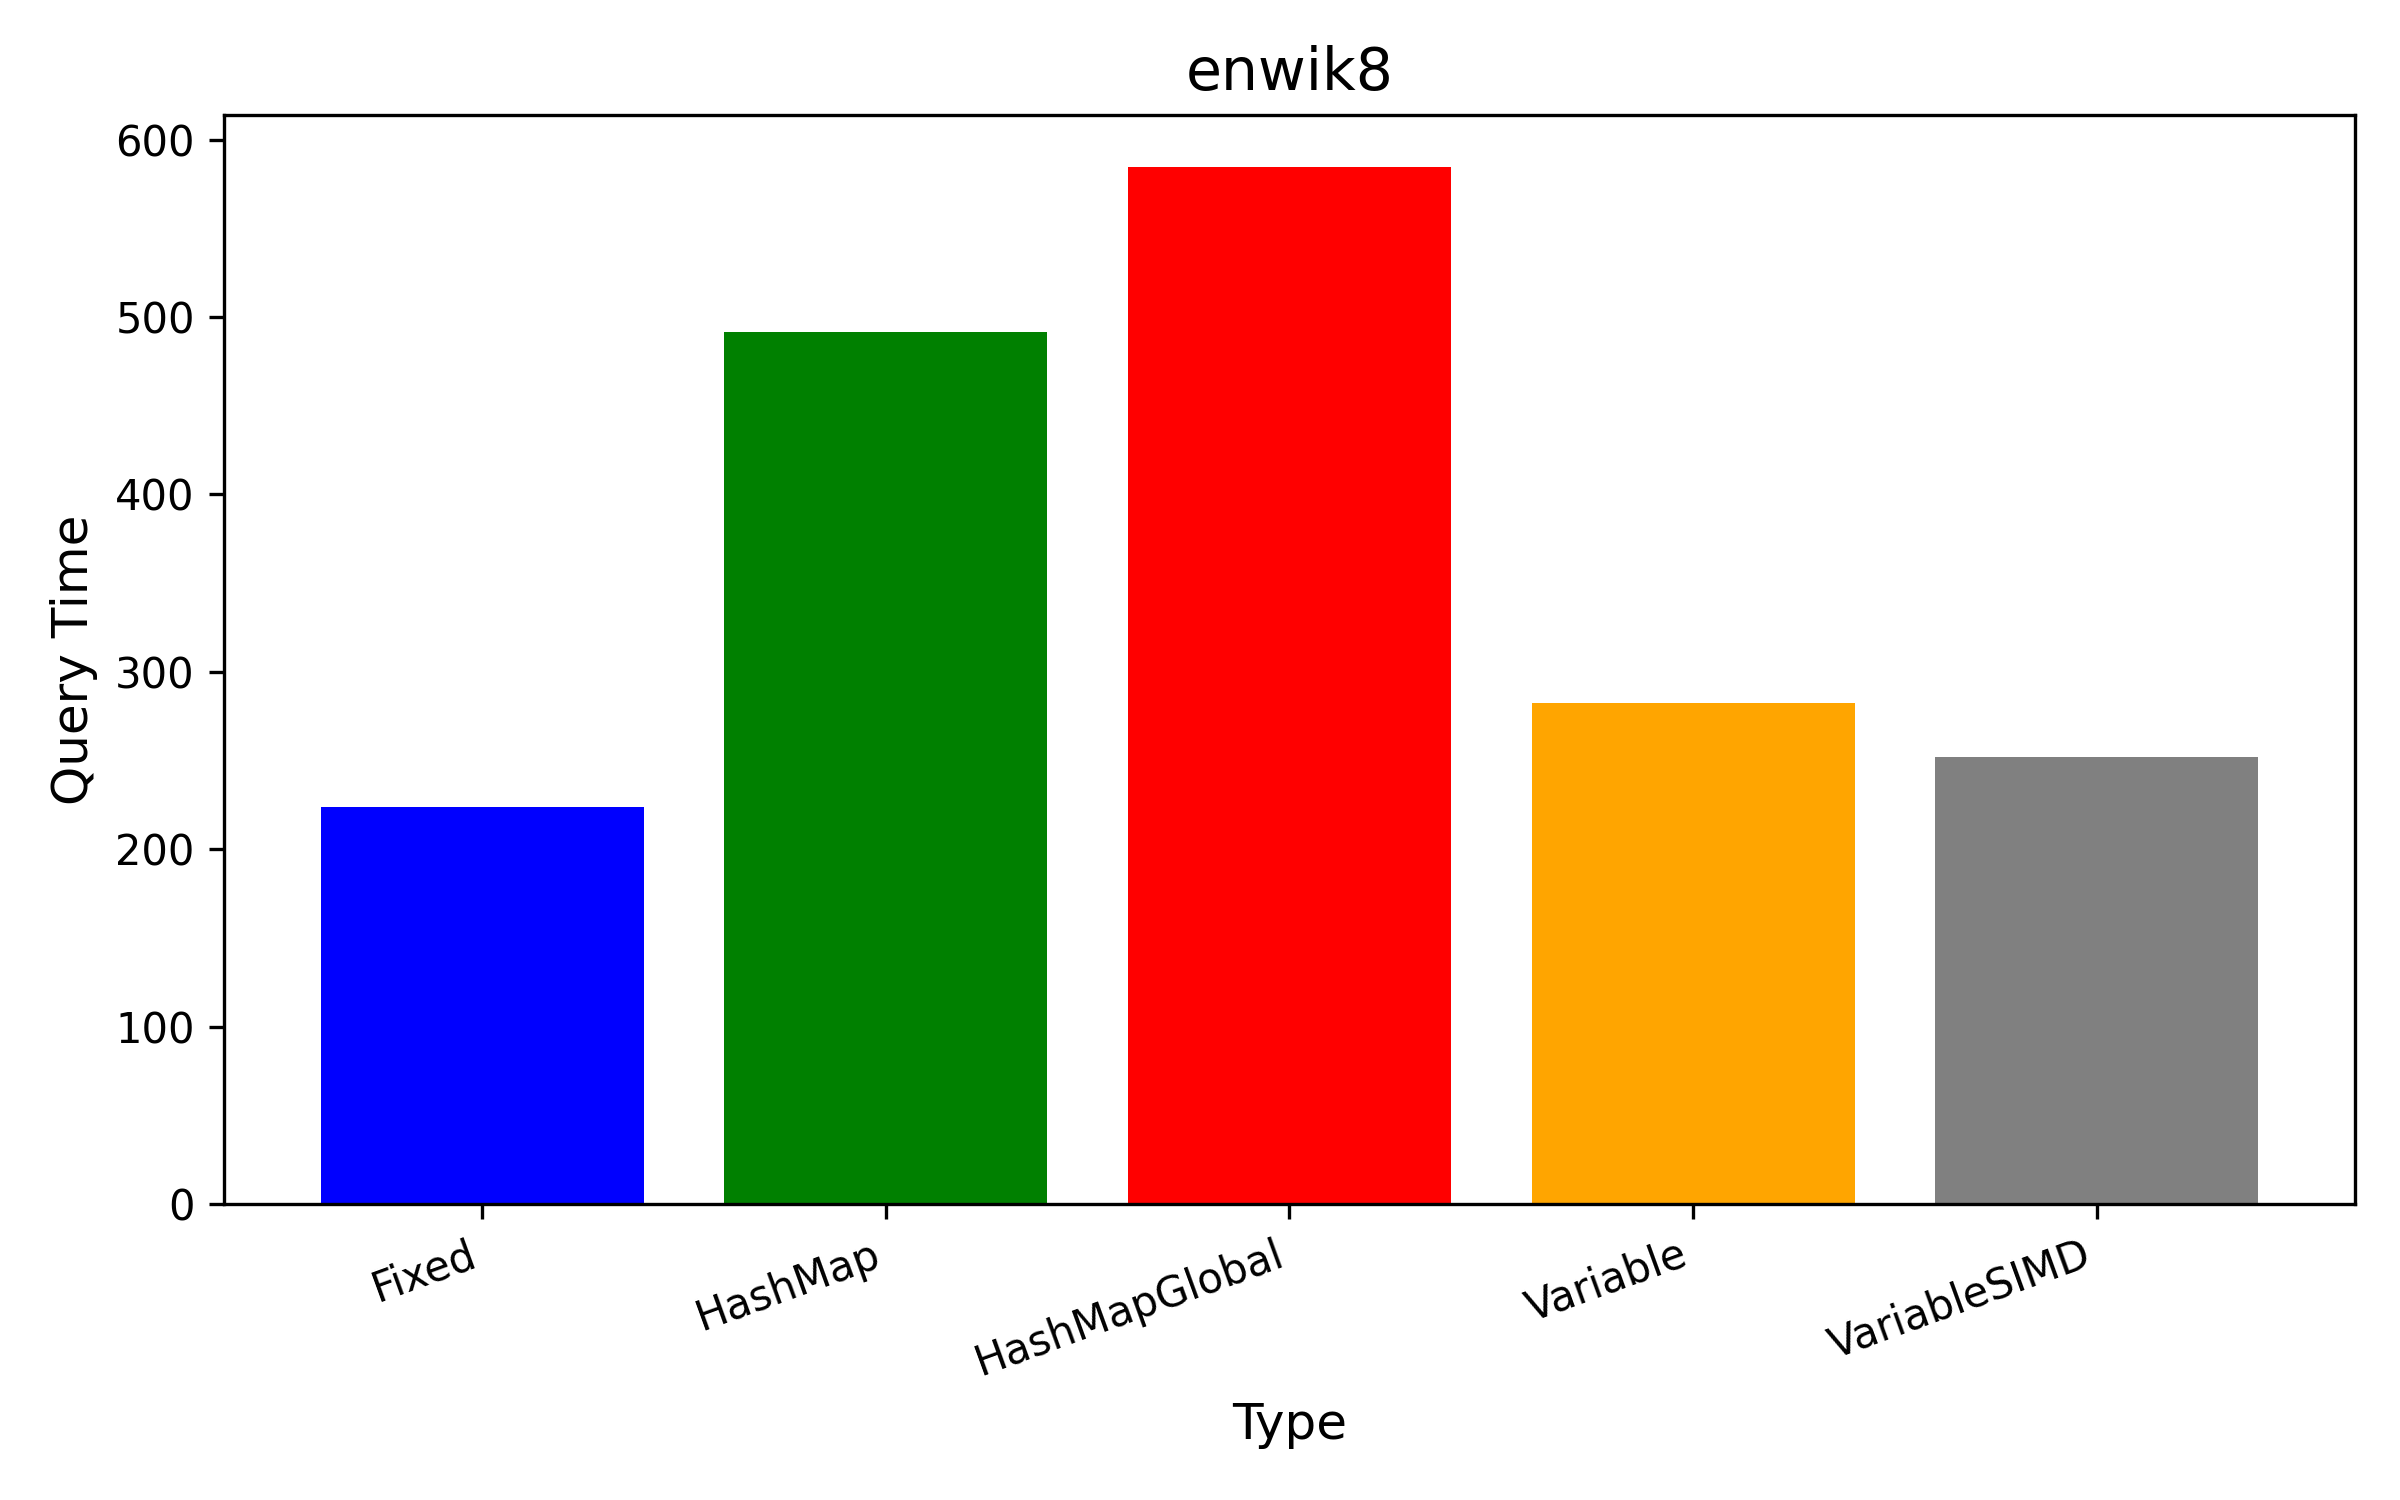 enwik8
Query Time
600
500
400
300
200
100
0
Fixed
HashMap
HashMapGlobal
Variable
VariableSIMD
Type